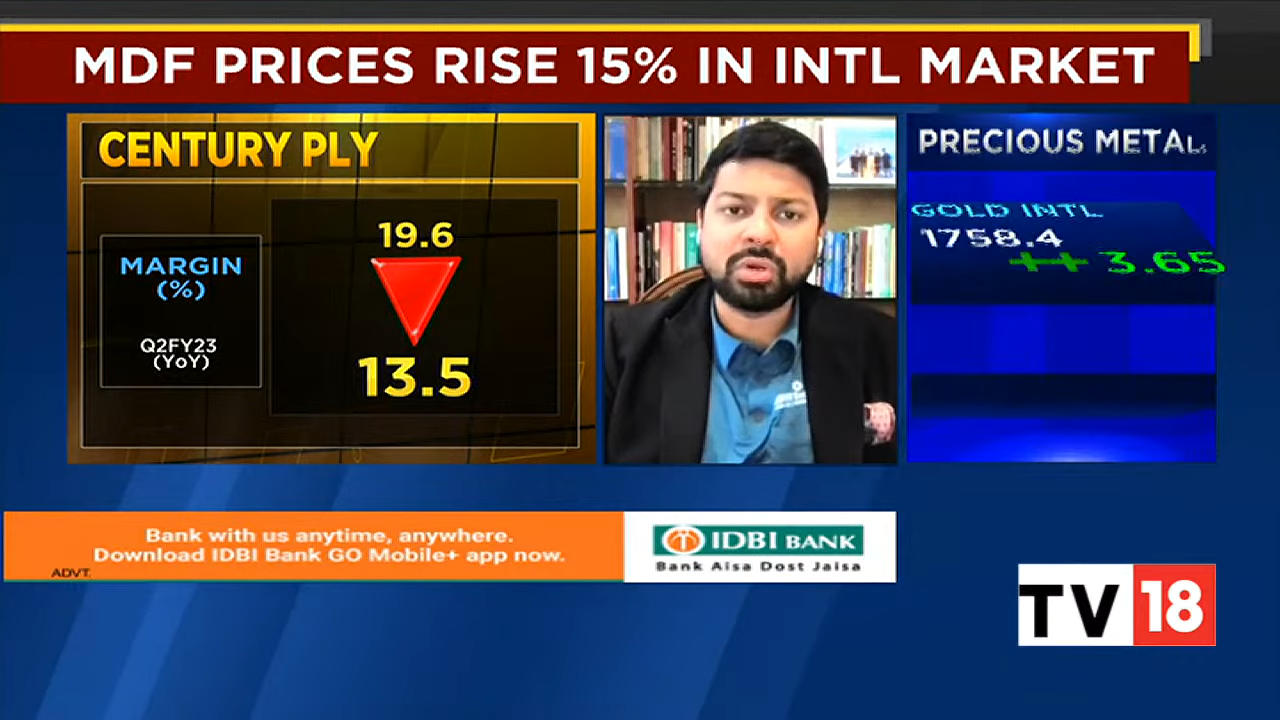 MDF PRICES RISE 15% IN INTL MARKET
CENTURY PLY
MARGIN
(%)
Q2FY23
(YoY)
19.6
13.5
PRECIOUS METALS
GOLD INTL
1758.4
++ 3.65
Bank with us anytime, anywhere.
Download IDBI Bank GO Mobile+ app now.
ADVT.
IDBI BANK
Bank Aisa Dost Jaisa
TV18